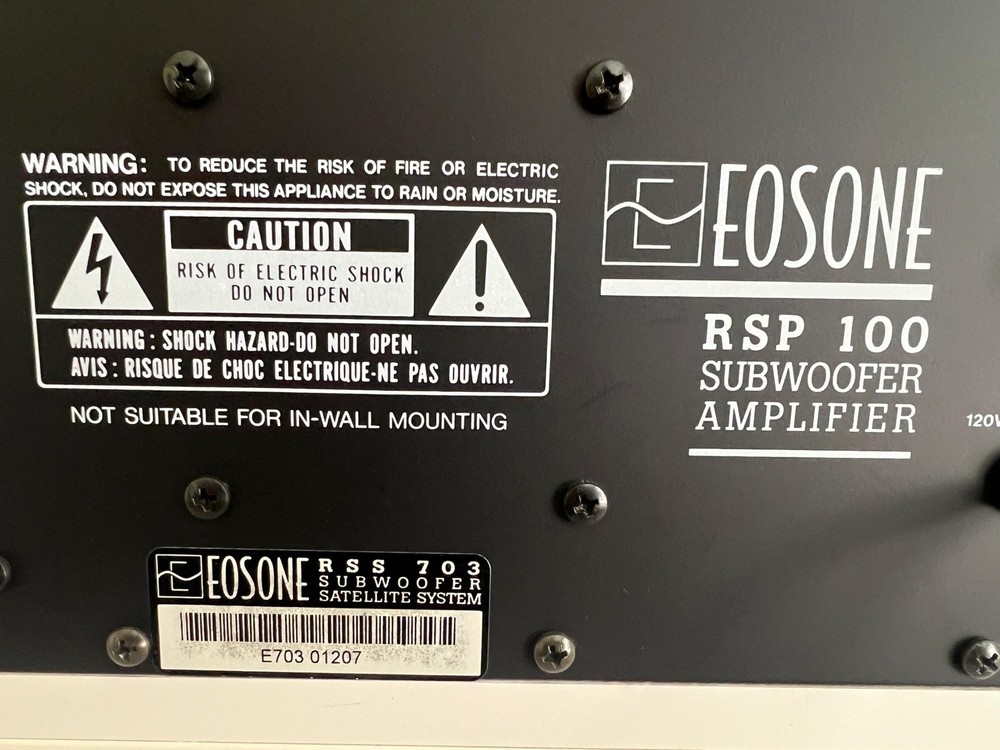 WARNING: TO REDUCE THE RISK OF FIRE OR ELECTRIC
SHOCK, DO NOT EXPOSE THIS APPLIANCE TO RAIN OR MOISTURE.
CAUTION
RISK OF ELECTRIC SHOCK
DO NOT OPEN
WARNING: SHOCK HAZARD-DO NOT OPEN.
AVIS: RISQUE DE CHOC ELECTRIQUE-NE PAS OUVRIR.
NOT SUITABLE FOR IN-WALL MOUNTING
EOSONE
RSP 100
SUBWOOFER
AMPLIFIER
120V
EOSONE
RSS 703
SUBWOOFER
SATELLITE SYSTEM
E703 01207